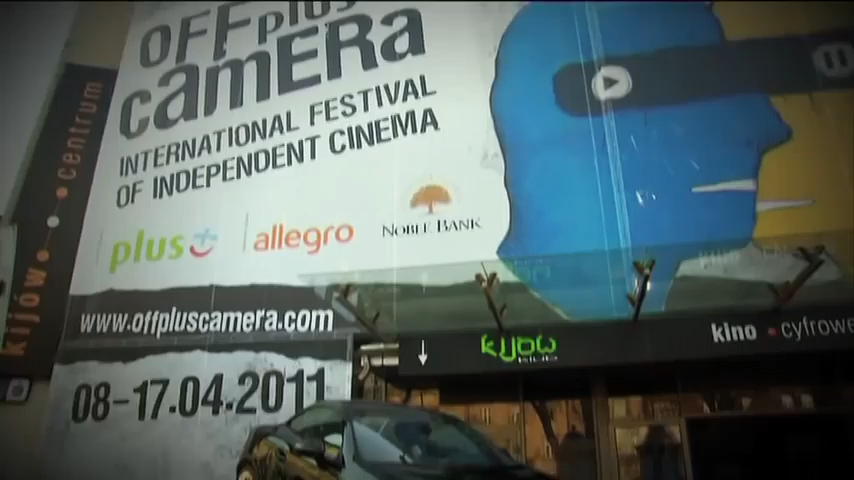 OFF plus
camera
INTERNATIONAL FESTIVAL
OF INDEPENDENT CINEMA
plus
allegro
NOBLE BANK
www.offpluscamera.com
08-17.04.2011
kijów centrum
kijow
kino cyfrowe